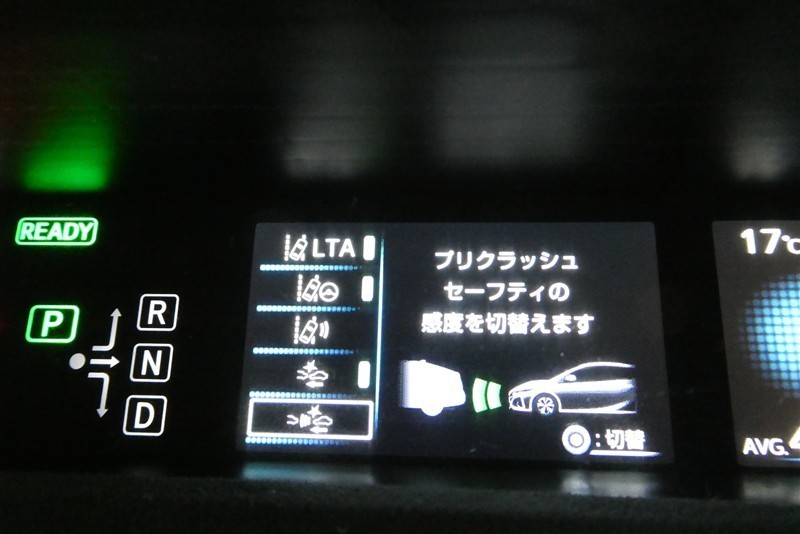 READY
P
R
N
D
LTA
プリクラッシュ
セーフティの
感度を切替えます
:切替
17℃
AVG.